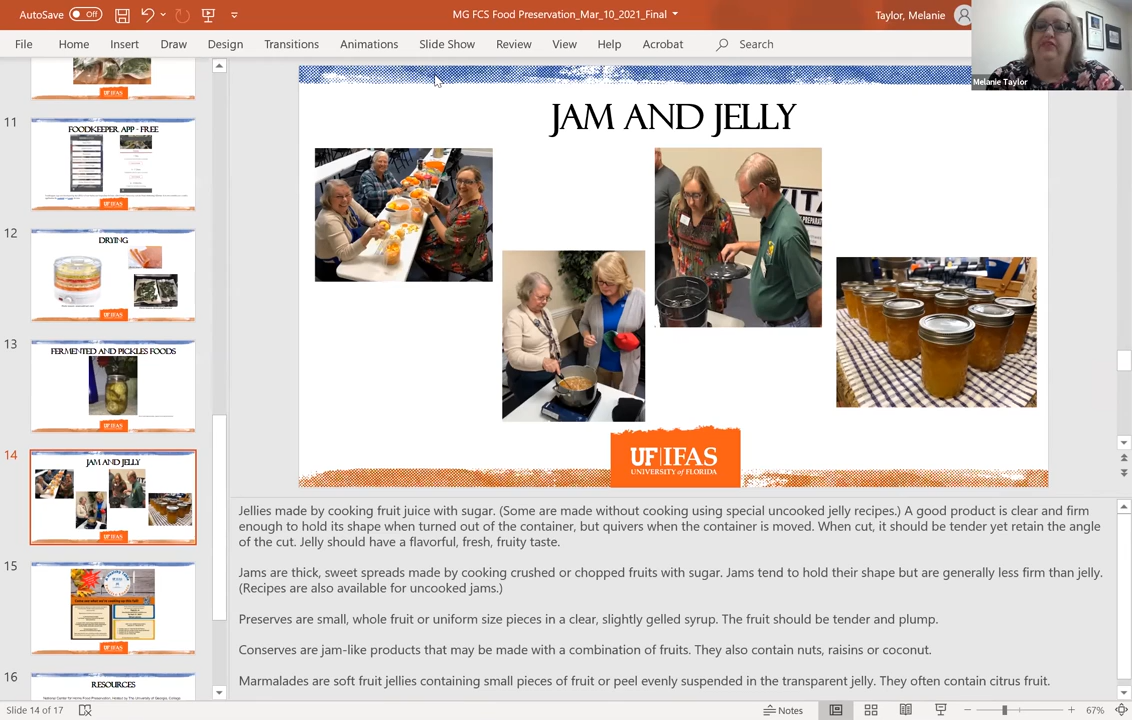 AutoSave Off
MG FCS Food Preservation_Mar_10_2021_Final
Taylor, Melanie
File Home Insert Draw Design Transitions Animations Slide Show Review View Help Acrobat Search
Melanie Taylor
11
FOODKEEPER APP - FREE
UF|IFAS
12
DRYING
UF|IFAS
13
FERMENTED AND PICKLES FOODS
UF|IFAS
14
JAM AND JELLY
UF|IFAS
15
UF|IFAS
16
RESOURCES
JAM AND JELLY
UF|IFAS
UNIVERSITY of FLORIDA
Jellies made by cooking fruit juice with sugar. (Some are made without cooking using special uncooked jelly recipes.) A good product is clear and firm
enough to hold its shape when turned out of the container, but quivers when the container is moved. When cut, it should be tender yet retain the angle
of the cut. Jelly should have a flavorful, fresh, fruity taste.
Jams are thick, sweet spreads made by cooking crushed or chopped fruits with sugar. Jams tend to hold their shape but are generally less firm than jelly.
(Recipes are also available for uncooked jams.)
Preserves are small, whole fruit or uniform size pieces in a clear, slightly gelled syrup. The fruit should be tender and plump.
Conserves are jam-like products that may be made with a combination of fruits. They also contain nuts, raisins or coconut.
Marmalades are soft fruit jellies containing small pieces of fruit or peel evenly suspended in the transparent jelly. They often contain citrus fruit.
Slide 14 of 17
Notes
67%